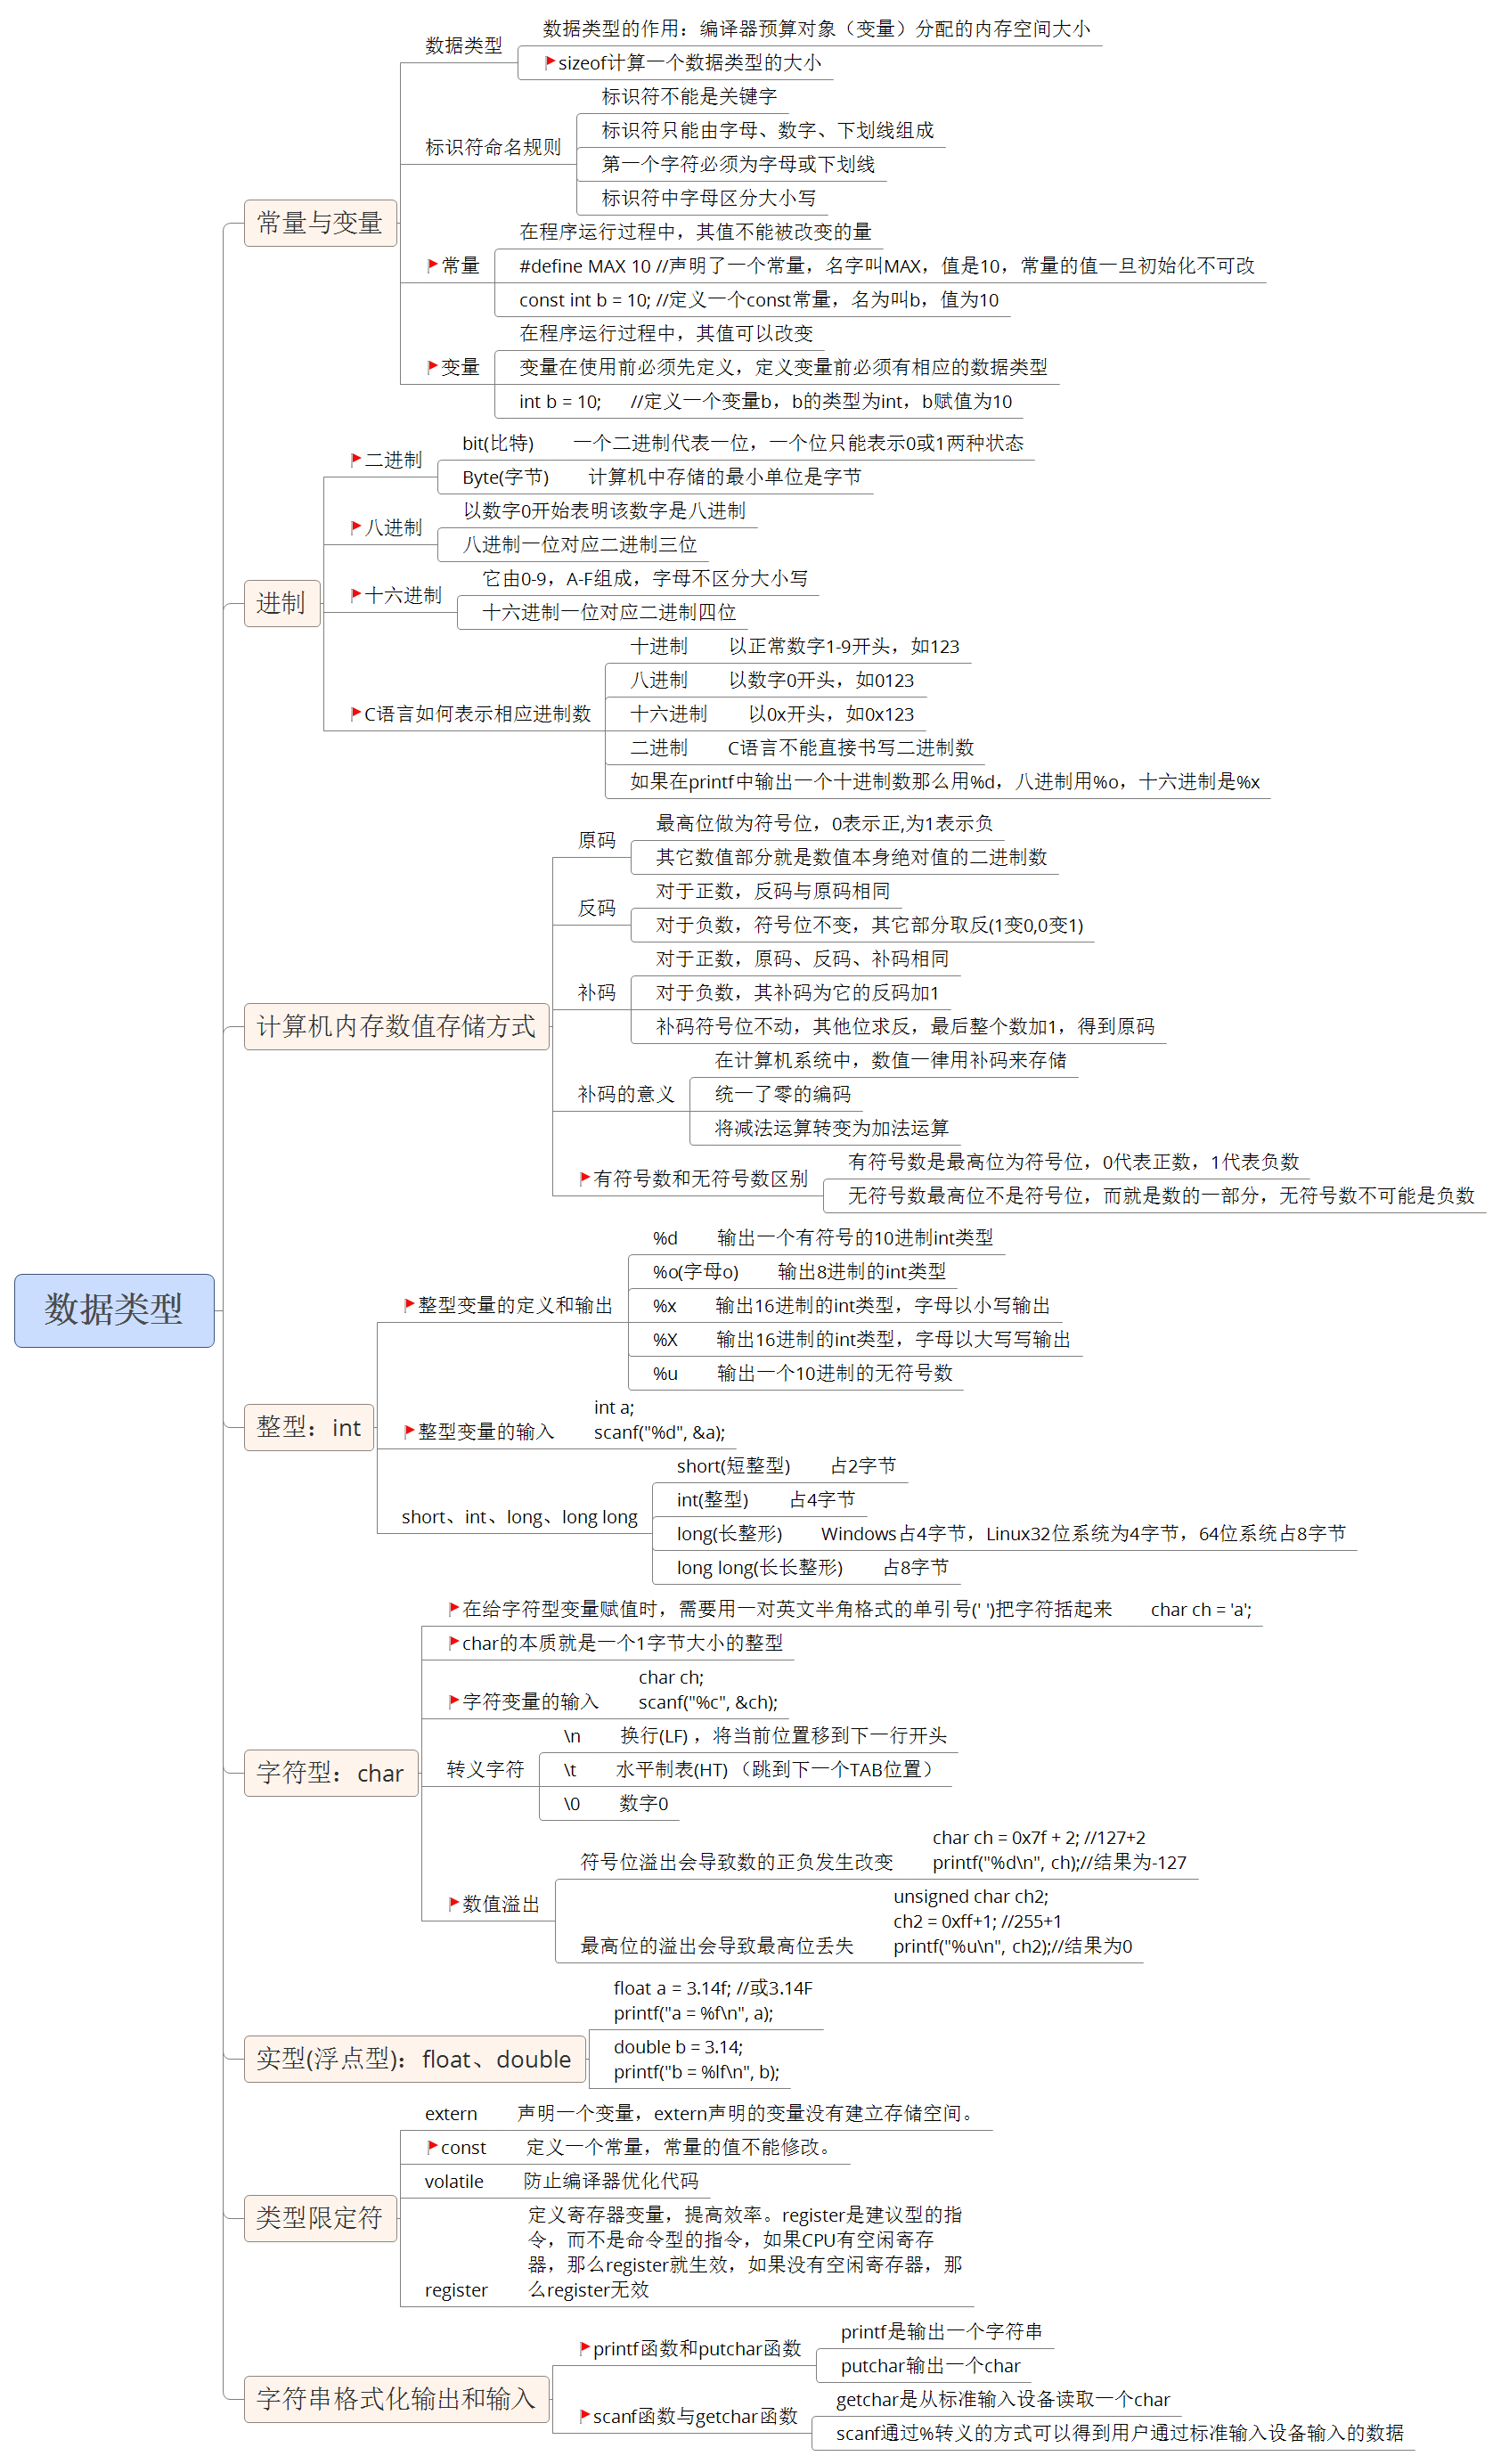 数据类型
常量与变量
数据类型
数据类型的作用：编译器预算对象（变量）分配的内存空间大小
sizeof计算一个数据类型的大小
标识符命名规则
标识符不能是关键字
标识符只能由字母、数字、下划线组成
第一个字符必须为字母或下划线
标识符中字母区分大小写
常量
在程序运行过程中，其值不能被改变的量
#define MAX 10 //声明了一个常量，名字叫MAX，值是10，常量的值一旦初始化不可改
const int b = 10; //定义一个const常量，名为叫b，值为10
变量
在程序运行过程中，其值可以改变
变量在使用前必须先定义，定义变量前必须有相应的数据类型
int b = 10; //定义一个变量b，b的类型为int，b赋值为10
进制
二进制
bit(比特) 一个二进制代表一位，一个位只能表示0或1两种状态
Byte(字节) 计算机中存储的最小单位是字节
八进制
以数字0开始表明该数字是八进制
八进制一位对应二进制三位
十六进制
它由0-9，A-F组成，字母不区分大小写
十六进制一位对应二进制四位
C语言如何表示相应进制数
十进制 以正常数字1-9开头，如123
八进制 以数字0开头，如0123
十六进制 以0x开头，如0x123
二进制 C语言不能直接书写二进制数
如果在printf中输出一个十进制数那么用%d，八进制用%o，十六进制是%x
计算机内存数值存储方式
原码
最高位做为符号位，0表示正,为1表示负
其它数值部分就是数值本身绝对值的二进制数
反码
对于正数，反码与原码相同
对于负数，符号位不变，其它部分取反(1变0,0变1)
补码
对于正数，原码、反码、补码相同
对于负数，其补码为它的反码加1
补码符号位不动，其他位求反，最后整个数加1，得到原码
补码的意义
在计算机系统中，数值一律用补码来存储
统一了零的编码
将减法运算转变为加法运算
有符号数和无符号数区别
有符号数是最高位为符号位，0代表正数，1代表负数
无符号数最高位不是符号位，而就是数的一部分，无符号数不可能是负数
整型：int
整型变量的定义和输出
%d 输出一个有符号的10进制int类型
%o(字母o) 输出8进制的int类型
%x 输出16进制的int类型，字母以小写输出
%X 输出16进制的int类型，字母以大写写输出
%u 输出一个10进制的无符号数
整型变量的输入
int a;
scanf("%d", &a);
short、int、long、long long
short(短整型) 占2字节
int(整型) 占4字节
long(长整形) Windows占4字节，Linux32位系统为4字节，64位系统占8字节
long long(长长整形) 占8字节
字符型：char
在给字符型变量赋值时，需要用一对英文半角格式的单引号(' ')把字符括起来 char ch = 'a';
char的本质就是一个1字节大小的整型
字符变量的输入
char ch;
scanf("%c", &ch);
转义字符
\n 换行(LF) ，将当前位置移到下一行开头
\t 水平制表(HT) （跳到下一个TAB位置）
\0 数字0
数值溢出
符号位溢出会导致数的正负发生改变
char ch = 0x7f + 2; //127+2
printf("%d\n", ch);//结果为-127
最高位的溢出会导致最高位丢失
unsigned char ch2;
ch2 = 0xff+1; //255+1
printf("%u\n", ch2);//结果为0
实型(浮点型)：float、double
float a = 3.14f; //或3.14F
printf("a = %f\n", a);
double b = 3.14;
printf("b = %lf\n", b);
类型限定符
extern 声明一个变量，extern声明的变量没有建立存储空间。
const 定义一个常量，常量的值不能修改。
volatile 防止编译器优化代码
register
定义寄存器变量，提高效率。register是建议型的指
令，而不是命令型的指令，如果CPU有空闲寄存
器，那么register就生效，如果没有空闲寄存器，那
么register无效
字符串格式化输出和输入
printf函数和putchar函数
printf是输出一个字符串
putchar输出一个char
scanf函数与getchar函数
getchar是从标准输入设备读取一个char
scanf通过%转义的方式可以得到用户通过标准输入设备输入的数据